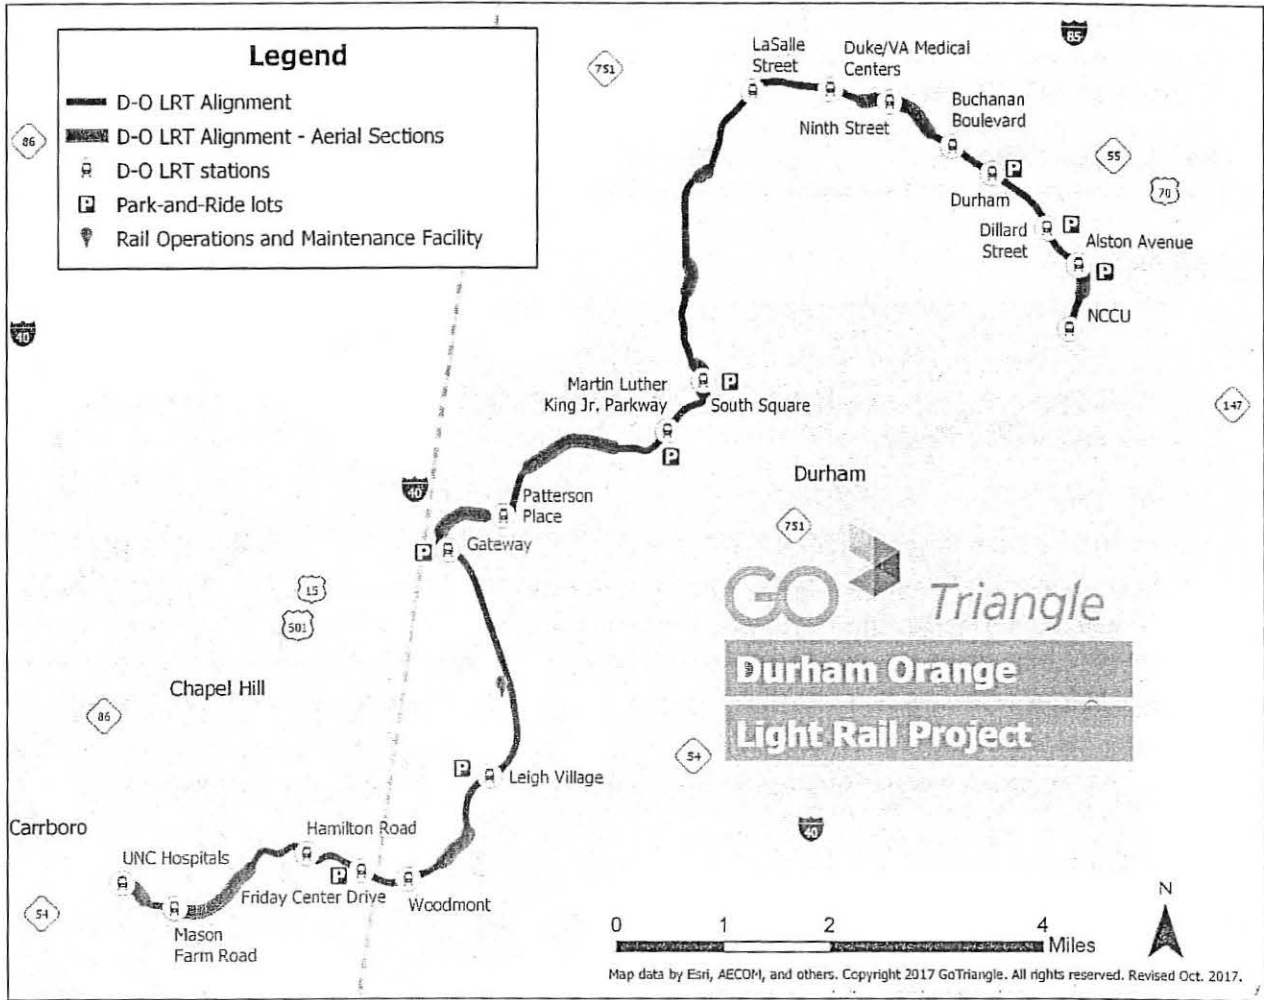 Legend
D-O LRT Alignment
D-O LRT Alignment - Aerial Sections
D-O LRT stations
P Park-and-Ride lots
Rail Operations and Maintenance Facility
751
LaSalle
Street
Duke/VA Medical
Centers
85
Ninth Street
Buchanan
Boulevard
86
55
70
P
Durham
Dillard
Street
P
Alston Avenue
P
NCCU
40
Martin Luther
King Jr. Parkway
P
South Square
147
P
Durham
40
Patterson
Place
751
P
Gateway
15
501
GO Triangle
Durham Orange
Light Rail Project
Chapel Hill
86
54
P
Leigh Village
Carrboro
Hamilton Road
40
UNC Hospitals
P
Friday Center Drive
Woodmont
54
Mason
Farm Road
N
0 1 2 4
Miles
Map data by Esri, AECOM, and others. Copyright 2017 GoTriangle. All rights reserved. Revised Oct. 2017.